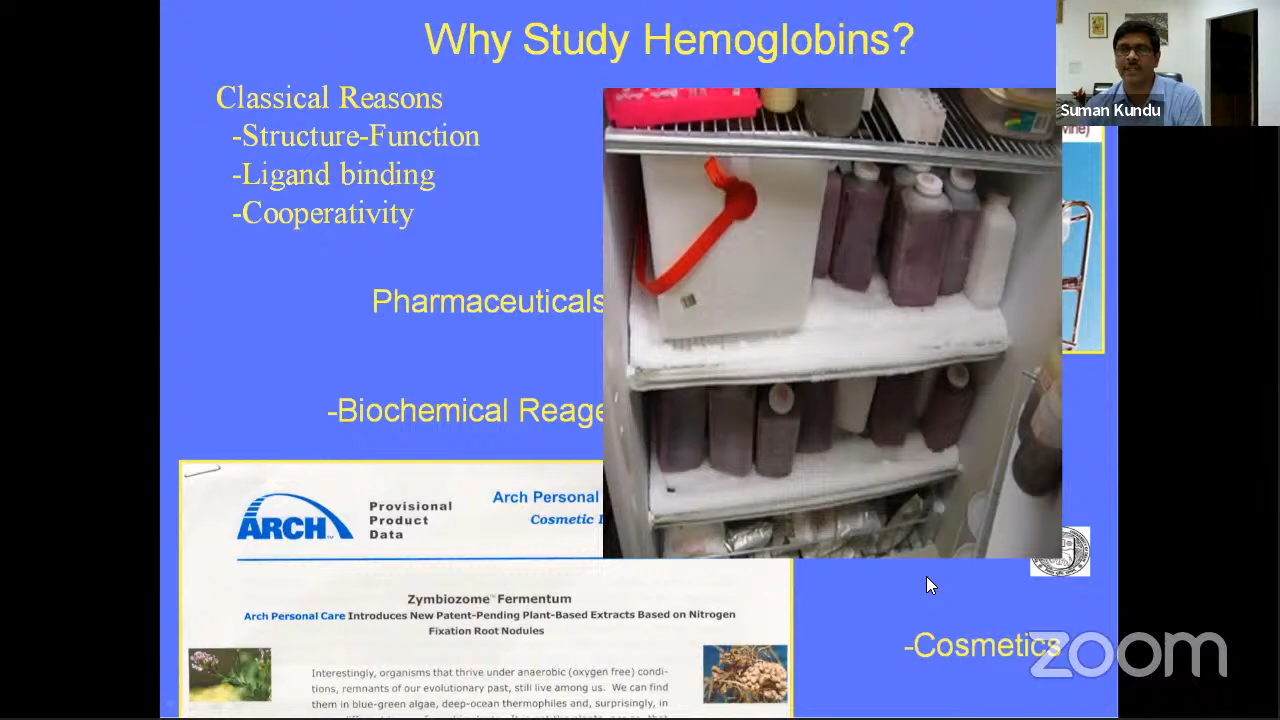 Why Study Hemoglobins?
Suman Kundu
Classical Reasons
-Structure-Function
-Ligand binding
-Cooperativity
Pharmaceuticals
-Biochemical
ARCH
Provisional
Product
Data
Arch Personal
Cosmetic
Zymbiozome™ Fermentum
Arch Personal Care Introduces New Patent-Pending Plant-Based Extracts Based on Nitrogen
Fixation Root Nodules
Interestingly, organisms that thrive under anaerobic (oxygen free) condi-
tions, remnants of our evolutionary past, still live among us. We can find
them in blue-green algae, deep-ocean thermophiles and, surprisingly, in
-Cosmetics
zoom